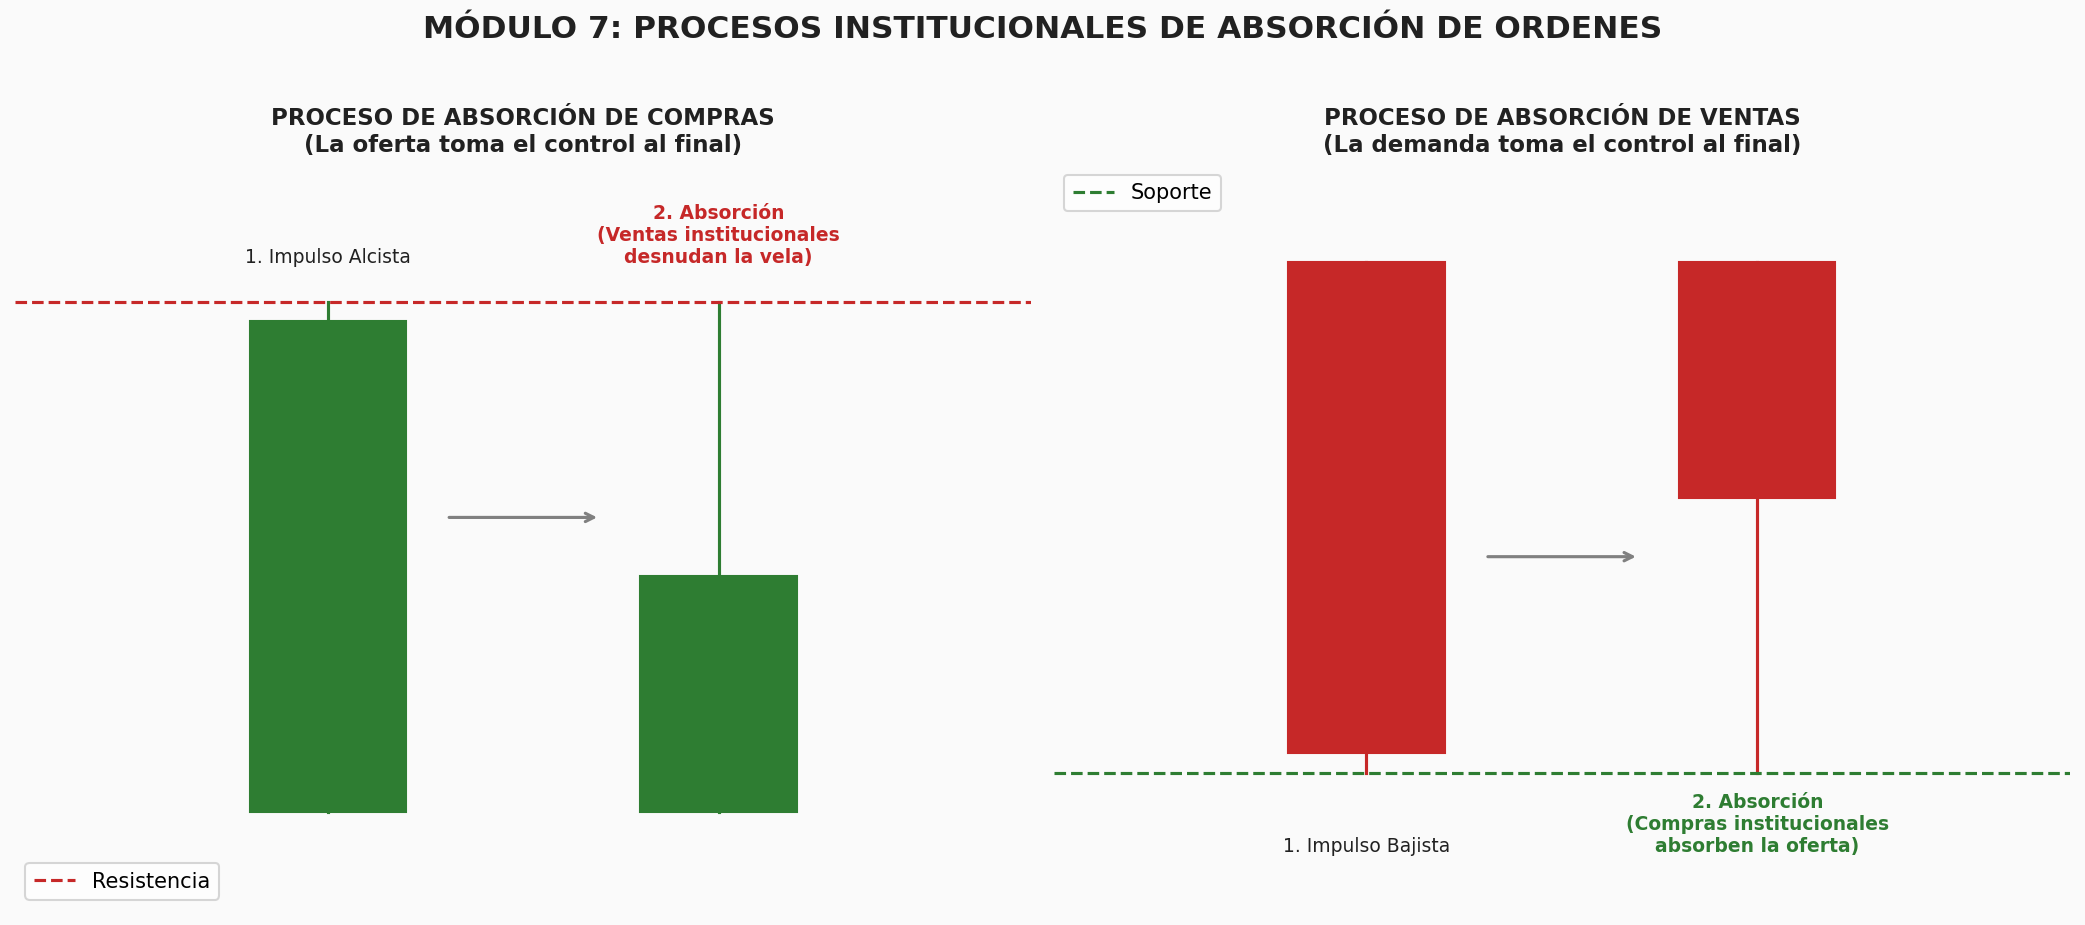 MÓDULO 7: PROCESOS INSTITUCIONALES DE ABSORCIÓN DE ORDENES
PROCESO DE ABSORCIÓN DE COMPRAS
(La oferta toma el control al final)
1. Impulso Alcista
2. Absorción
(Ventas institucionales
desnudan la vela)
Resistencia
PROCESO DE ABSORCIÓN DE VENTAS
(La demanda toma el control al final)
Soporte
1. Impulso Bajista
2. Absorción
(Compras institucionales
absorben la oferta)